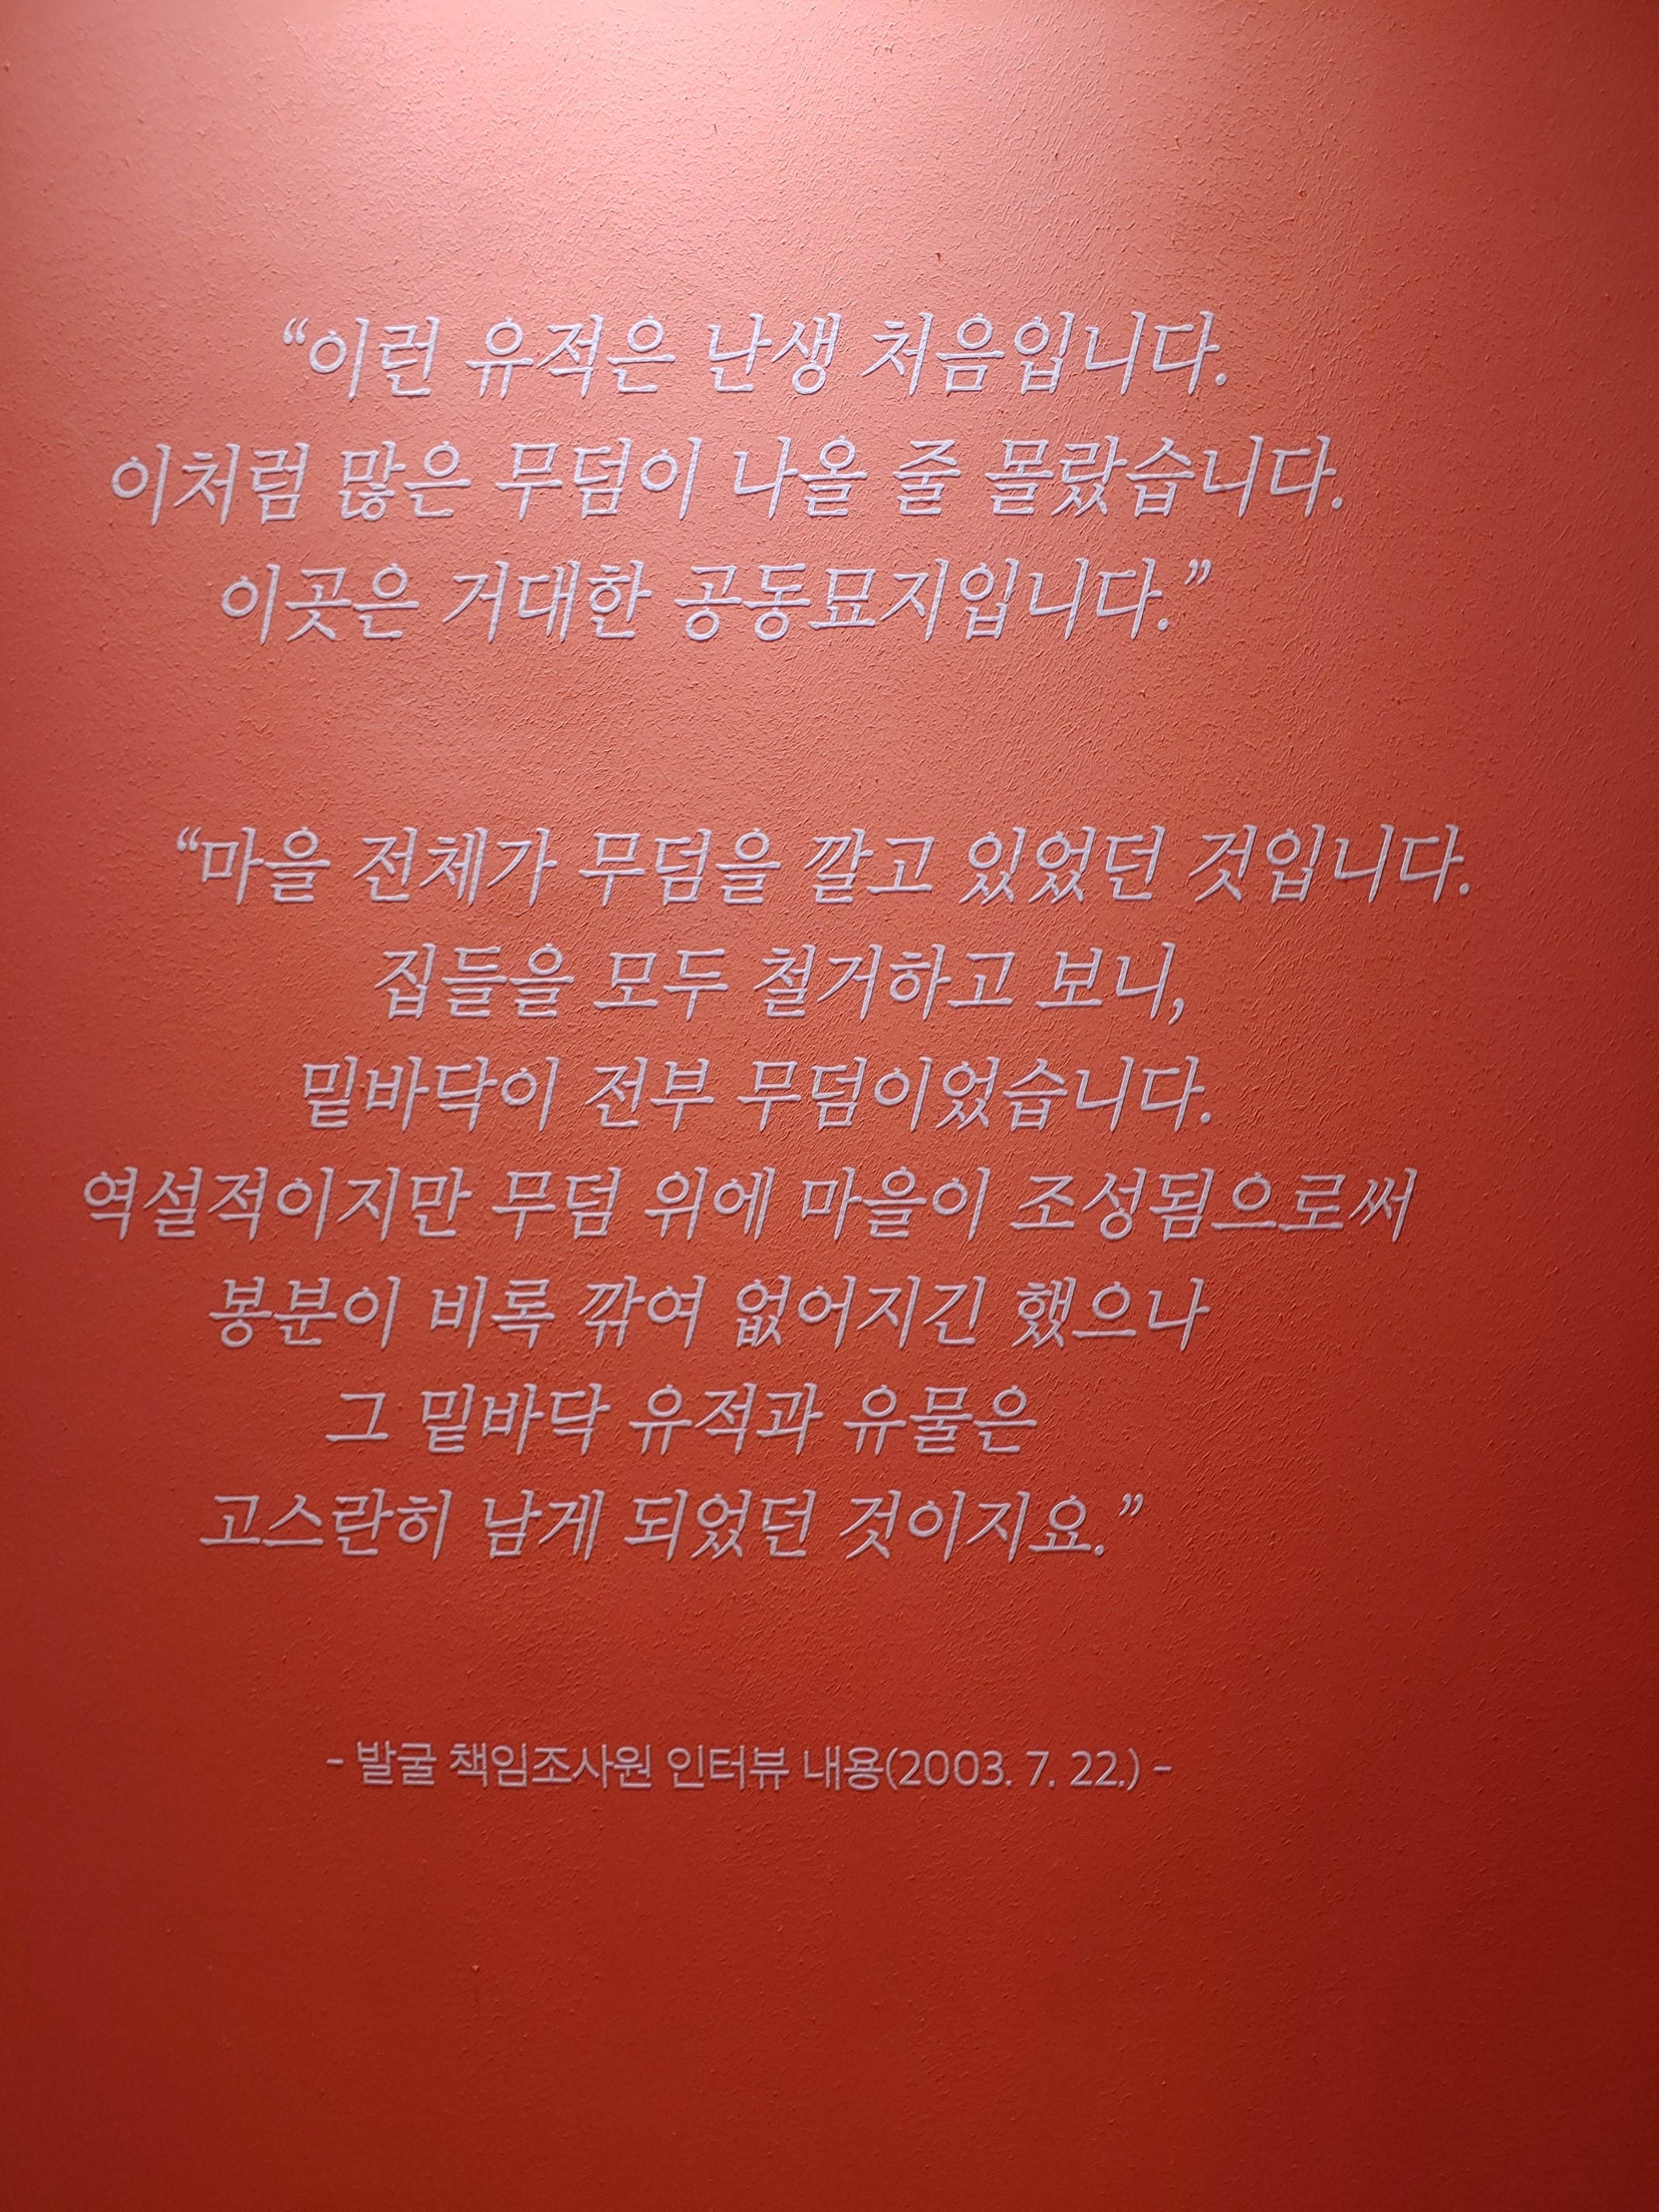 “이런 유적은 난생 처음입니다.
이처럼 많은 무덤이 나올 줄 몰랐습니다.
이곳은 거대한 공동묘지입니다.”
“마을 전체가 무덤을 깔고 있었던 것입니다.
집들을 모두 철거하고 보니,
밑바닥이 전부 무덤이었습니다.
역설적이지만 무덤 위에 마을이 조성됨으로써
봉분이 비록 깎여 없어지긴 했으나
그 밑바닥 유적과 유물은
고스란히 남게 되었던 것이지요.”
- 발굴 책임조사원 인터뷰 내용(2003. 7. 22.) -